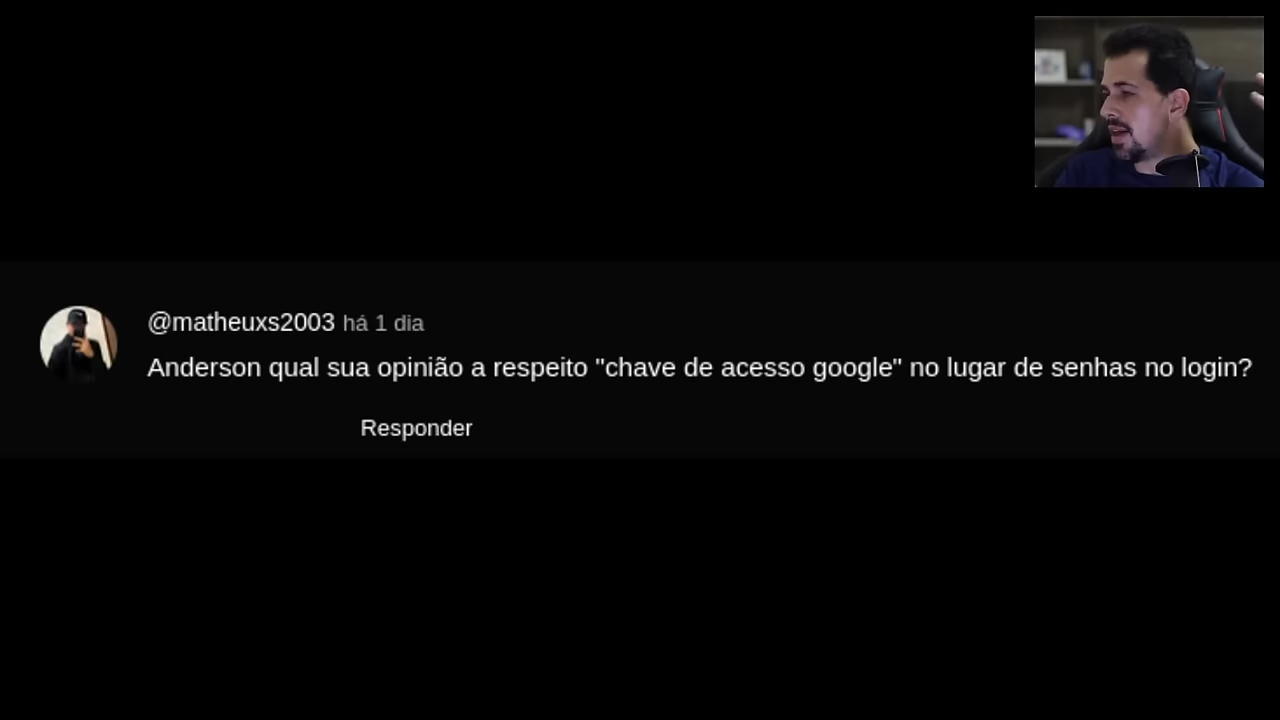 @matheuxs2003 há 1 dia
Anderson qual sua opinião a respeito "chave de acesso google" no lugar de senhas no login?
Responder